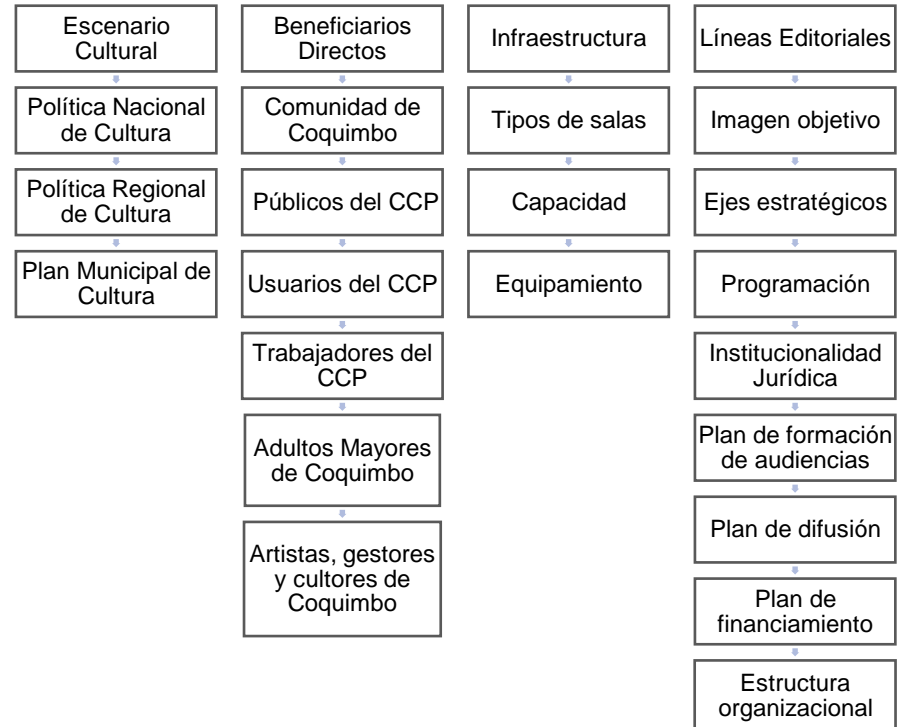 Escenario
Cultural
Política Nacional
de Cultura
Política Regional
de Cultura
Plan Municipal de
Cultura
Beneficiarios
Directos
Comunidad de
Coquimbo
Públicos del CCP
Usuarios del CCP
Trabajadores del
CCP
Adultos Mayores
de Coquimbo
Artistas, gestores
y cultores de
Coquimbo
Infraestructura
Tipos de salas
Capacidad
Equipamiento
Líneas Editoriales
Imagen objetivo
Ejes estratégicos
Programación
Institucionalidad
Jurídica
Plan de formación
de audiencias
Plan de difusión
Plan de
financiamiento
Estructura
organizacional